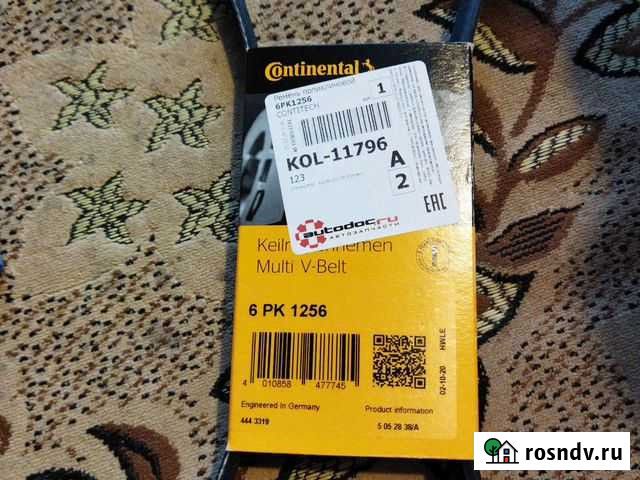 Continental
Ремень поликлиновой
6PK1256
CONTITECH
1
KOL-11796
123
A
2
EAC
autodoc.ru
АВТОЗАПЧАСТИ
Multi V-Belt
6 PK 1256
4 010858 477745
Engineered In Germany
444 3319
Product information
5 05 28 38/A
02-10-20 HWLE
rosndv.ru